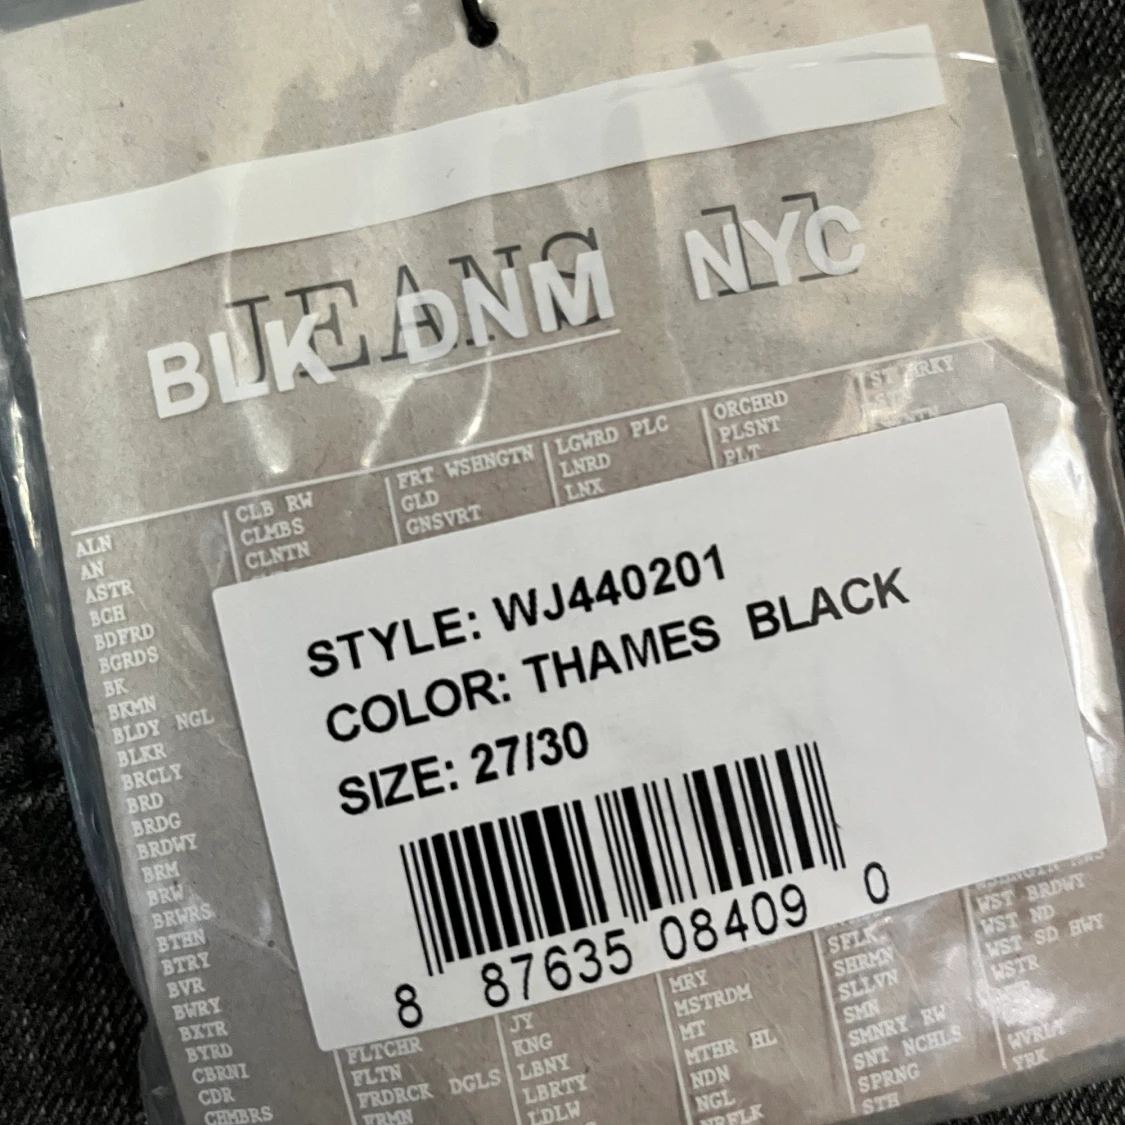 JEANS 11
BLK DNM NYC
ALN
AN
ASTR
BCH
BDFRD
BGRDS
BK
BKMN
BLDY NGL
BLKR
BRCLY
BRD
BRDG
BRDWY
BRM
BRW
BRWRS
BTHN
BTRY
BVR
BWRY
BXTR
BYRD
CBRNI
CDR
CHMBRS
CLB RW
CLMBS
CLNTN
FLTCHR
FLTN
FRDRCK DGLS
FRMN
FRT WSHNGTN
GLD
GNSVRT
JY
KNG
LBNY
LBRTY
LDLW
LGWRD PLC
LNRD
LNX
MRY
MSTRDM
MT
MTHR HL
NDN
NGL
NRFLK
ORCHRD
PLSNT
PLT
SHRMN
SLLVN
SMN
SMNRY RW
SNT NCHLS
SPRNG
STH
WST BRDWY
WST ND
WST SD HWY
WSTR
YRK
STYLE: WJ440201
COLOR: THAMES BLACK
SIZE: 27/30
8 87635 08409 0